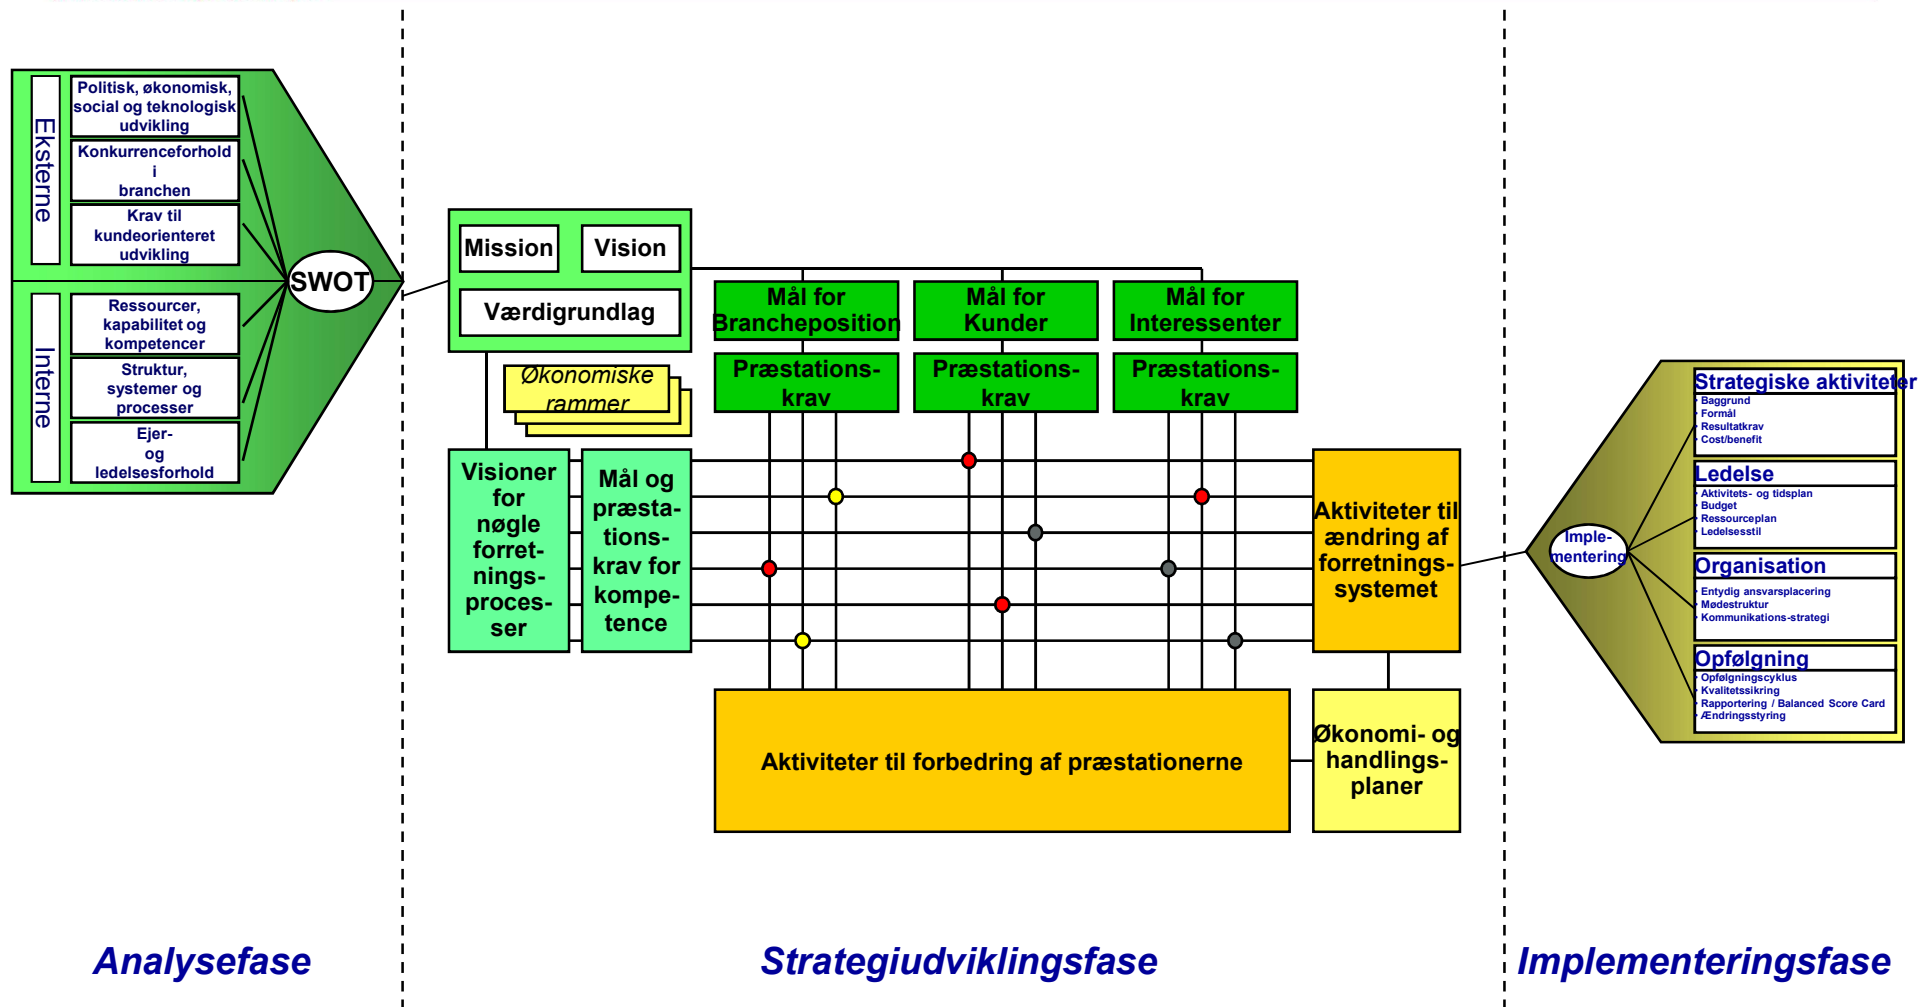 Eksterne
Politisk, økonomisk,
social og teknologisk
udvikling
Konkurrenceforhold
i
branchen
Krav til
kundeorienteret
udvikling
Interne
Ressourcer,
kapabilitet og
kompetencer
Struktur,
systemer og
processer
Ejer-
og
ledelsesforhold
SWOT
Mission
Vision
Værdigrundlag
Økonomiske
rammer
Mål for
Brancheposition
Mål for
Kunder
Mål for
Interessenter
Præstations-
krav
Præstations-
krav
Præstations-
krav
Visioner
for
nøgle
forret-
nings-
proces-
ser
Mål og
præsta-
tions-
krav for
kompe-
tence
Aktiviteter til
ændring af
forretnings-
systemet
Aktiviteter til forbedring af præstationerne
Økonomi- og
handlings-
planer
Imple-
mentering
Strategiske aktiviteter
· Baggrund
· Formål
· Resultatkrav
· Cost/benefit
Ledelse
· Aktivitets- og tidsplan
· Budget
· Ressourceplan
· Ledelsesstil
Organisation
· Entydig ansvarsplacering
· Mødestruktur
· Kommunikations-strategi
Opfølgning
· Opfølgningscyklus
· Kvalitetssikring
· Rapportering / Balanced Score Card
· Ændringsstyring
Analysefase
Strategiudviklingsfase
Implementeringsfase